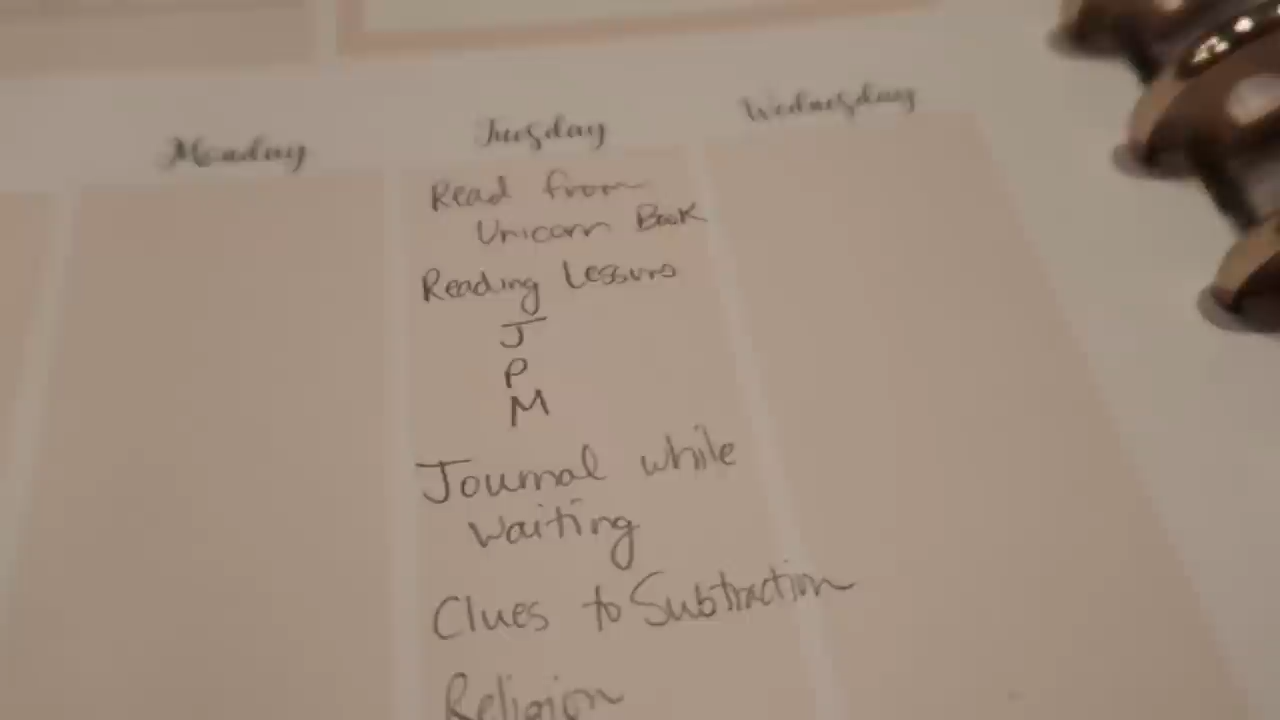 Monday Tuesday Wednesday
Read from
Unicorn Book
Reading Lessons
J
P
M
Journal while
waiting
Clues to Subtraction
Religion